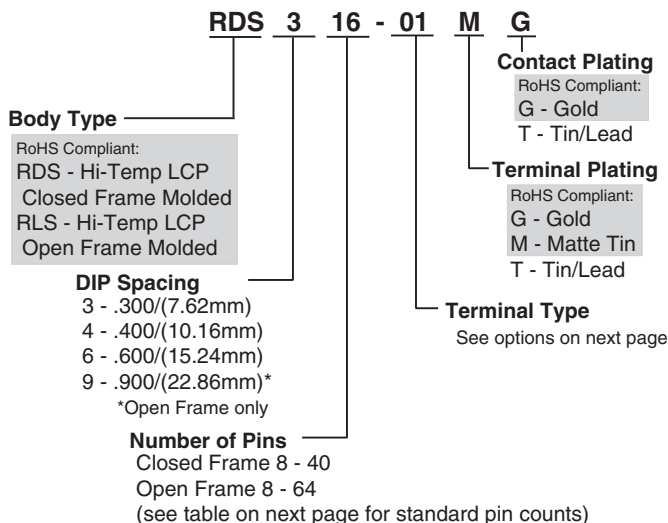 RDS 3 16 - 01 M G
Contact Plating
RoHS Compliant:
G - Gold
T - Tin/Lead
Body Type
RoHS Compliant:
RDS - Hi-Temp LCP
Closed Frame Molded
RLS - Hi-Temp LCP
Open Frame Molded
Terminal Plating
RoHS Compliant:
G - Gold
M - Matte Tin
T - Tin/Lead
DIP Spacing
3 - .300/(7.62mm)
4 - .400/(10.16mm)
6 - .600/(15.24mm)
9 - .900/(22.86mm)*
*Open Frame only
Terminal Type
See options on next page
Number of Pins
Closed Frame 8 - 40
Open Frame 8 - 64
(see table on next page for standard pin counts)